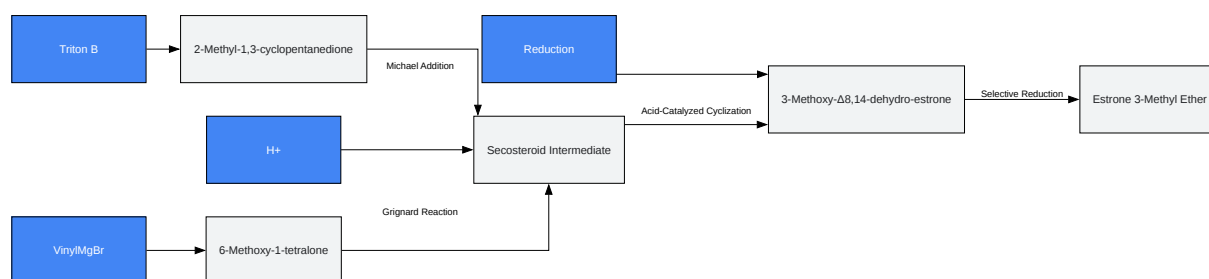 Triton B
2-Methyl-1,3-cyclopentanedione
Reduction
Michael Addition
3-Methoxy-Δ8,14-dehydro-estrone
Selective Reduction
Estrone 3-Methyl Ether
Acid-Catalyzed Cyclization
H+
Secosteroid Intermediate
Grignard Reaction
VinylMgBr
6-Methoxy-1-tetralone